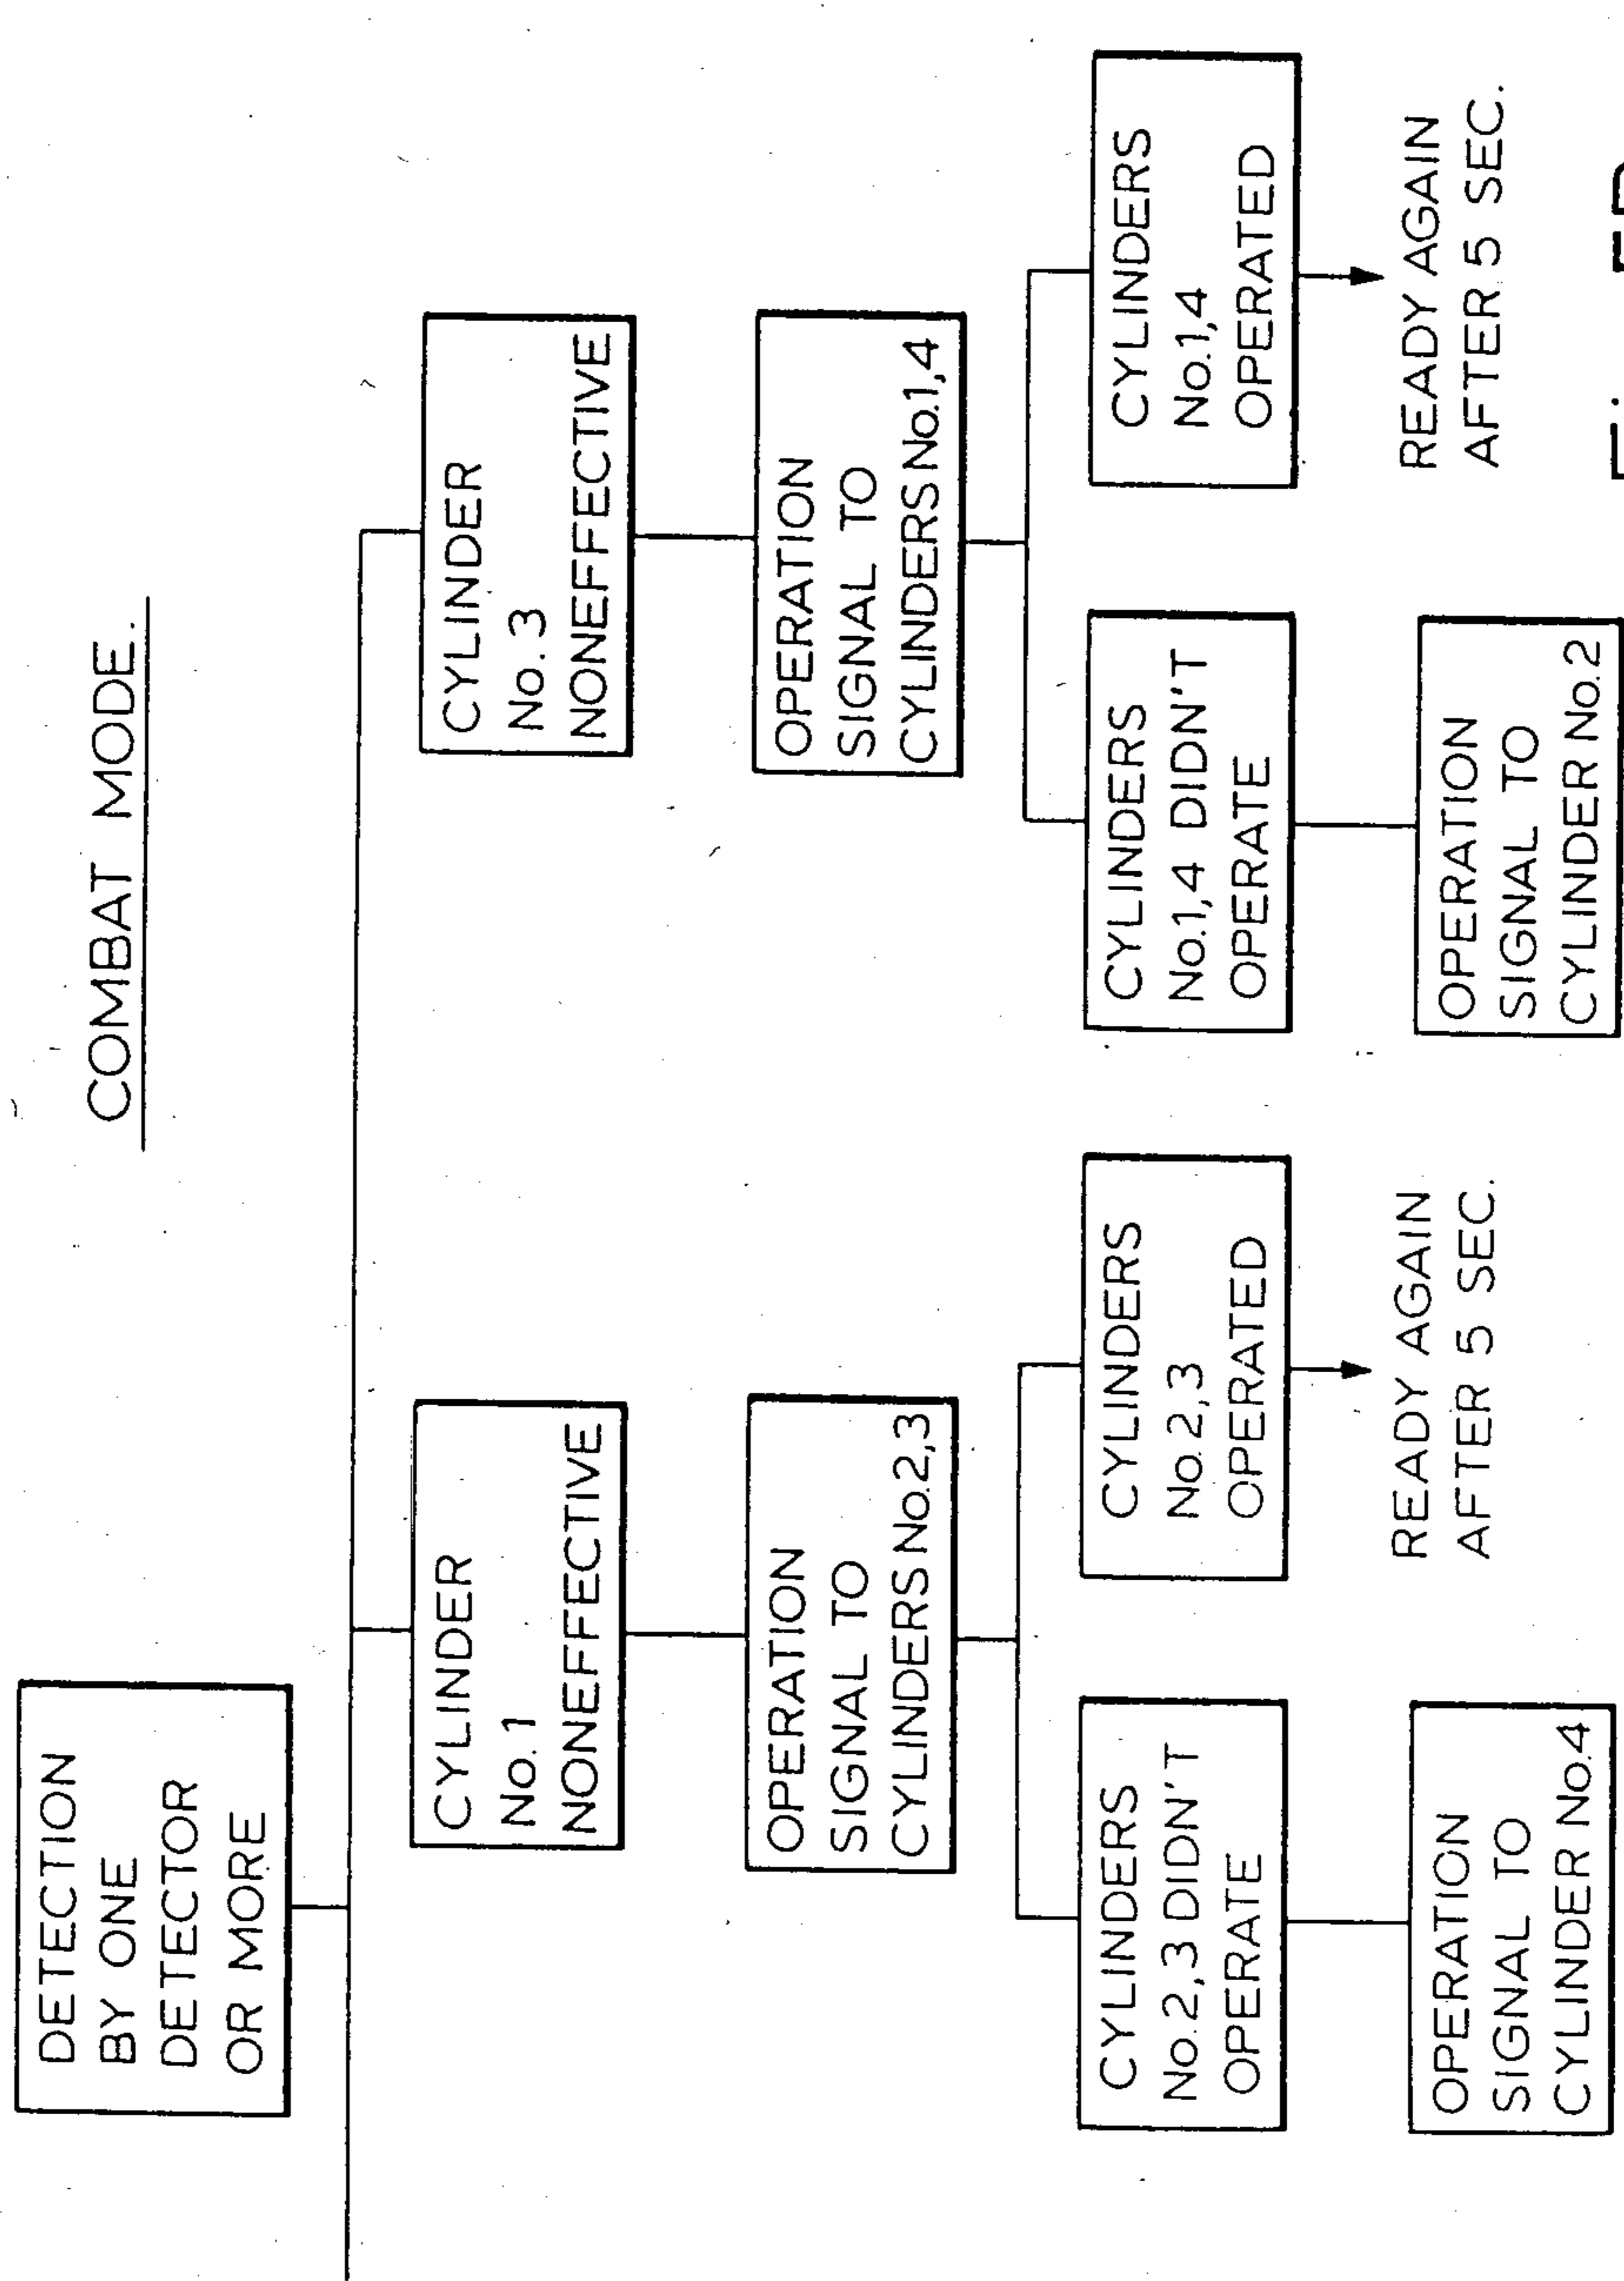 COMBAT MODE.
DETECTION
BY ONE
DETECTOR
OR MORE
CYLINDER
No.1
NONEFFECTIVE
OPERATION
SIGNAL TO
CYLINDERS No.2,3
CYLINDERS
No.2,3 DIDN'T
OPERATE
OPERATION
SIGNAL TO
CYLINDER No.4
CYLINDERS
No.2,3
OPERATED
READY AGAIN
AFTER 5 SEC.
CYLINDER
No.3
NONEFFECTIVE
OPERATION
SIGNAL TO
CYLINDERS No.1,4
CYLINDERS
No.1,4 DIDN'T
OPERATE
OPERATION
SIGNAL TO
CYLINDER No.2
CYLINDERS
No.1,4
OPERATED
READY AGAIN
AFTER 5 SEC.